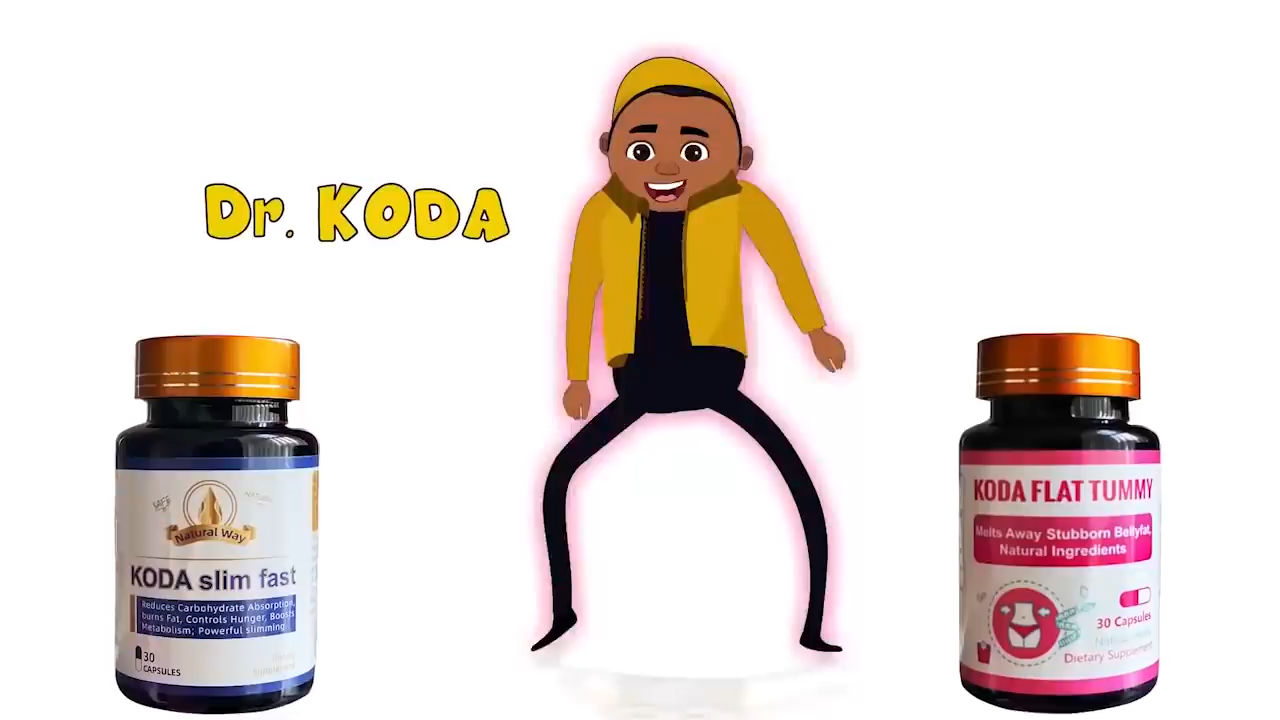 Dr. KODA
SAFE
Natural Way
KODA slim fast
Reduces Carbohydrate Absorption,
burns Fat, Controls Hunger, Boosts
Metabolism; Powerful slimming
30
CAPSULES
KODA FLAT TUMMY
Melts Away Stubborn Bellyfat,
Natural Ingredients
30 Capsules
Dietary Supplement